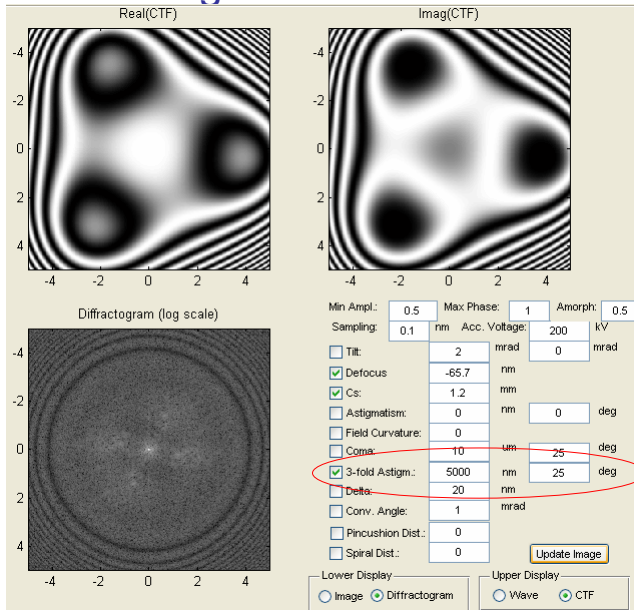 Real(CTF)
Imag(CTF)
-4
-2
0
2
4
-4
-2
0
2
4
-4 -2 0 2 4
-4 -2 0 2 4
Diffractogram (log scale)
-4
-2
0
2
4
-4 -2 0 2 4
Min Ampl.: 0.5 Max Phase: 1 Amorph: 0.5
Sampling: 0.1 nm Acc. Voltage: 200 kV
Tilt: 2 mrad 0 mrad
Defocus -65.7 nm
Cs: 1.2 mm
Astigmatism: 0 nm 0 deg
Field Curvature: 0
Coma: 10 um 25 deg
3-fold Astigm.: 5000 nm 25 deg
Delta: 20 nm
Conv. Angle: 1 mrad
Pincushion Dist.: 0
Spiral Dist.: 0
Update Image
Lower Display
Image Diffractogram
Upper Display
Wave CTF